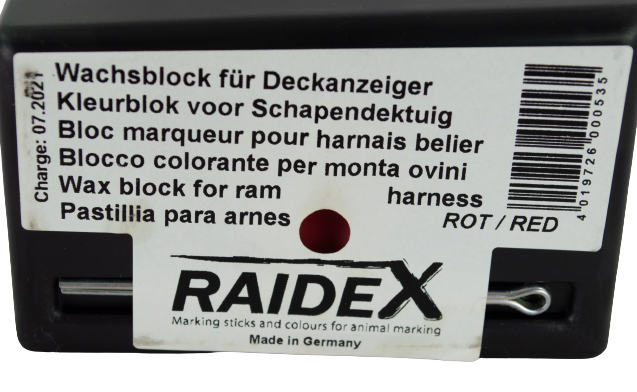 Charge: 07.2021
Wachsblock für Deckanzeiger
Kleurblok voor Schapendektuig
Bloc marqueur pour harnais belier
Blocco colorante per monta ovini
Wax block for ram harness
Pastillia para arnes
ROT / RED
4 019726 000535
RAIDEX
Marking sticks and colours for animal marking
Made in Germany